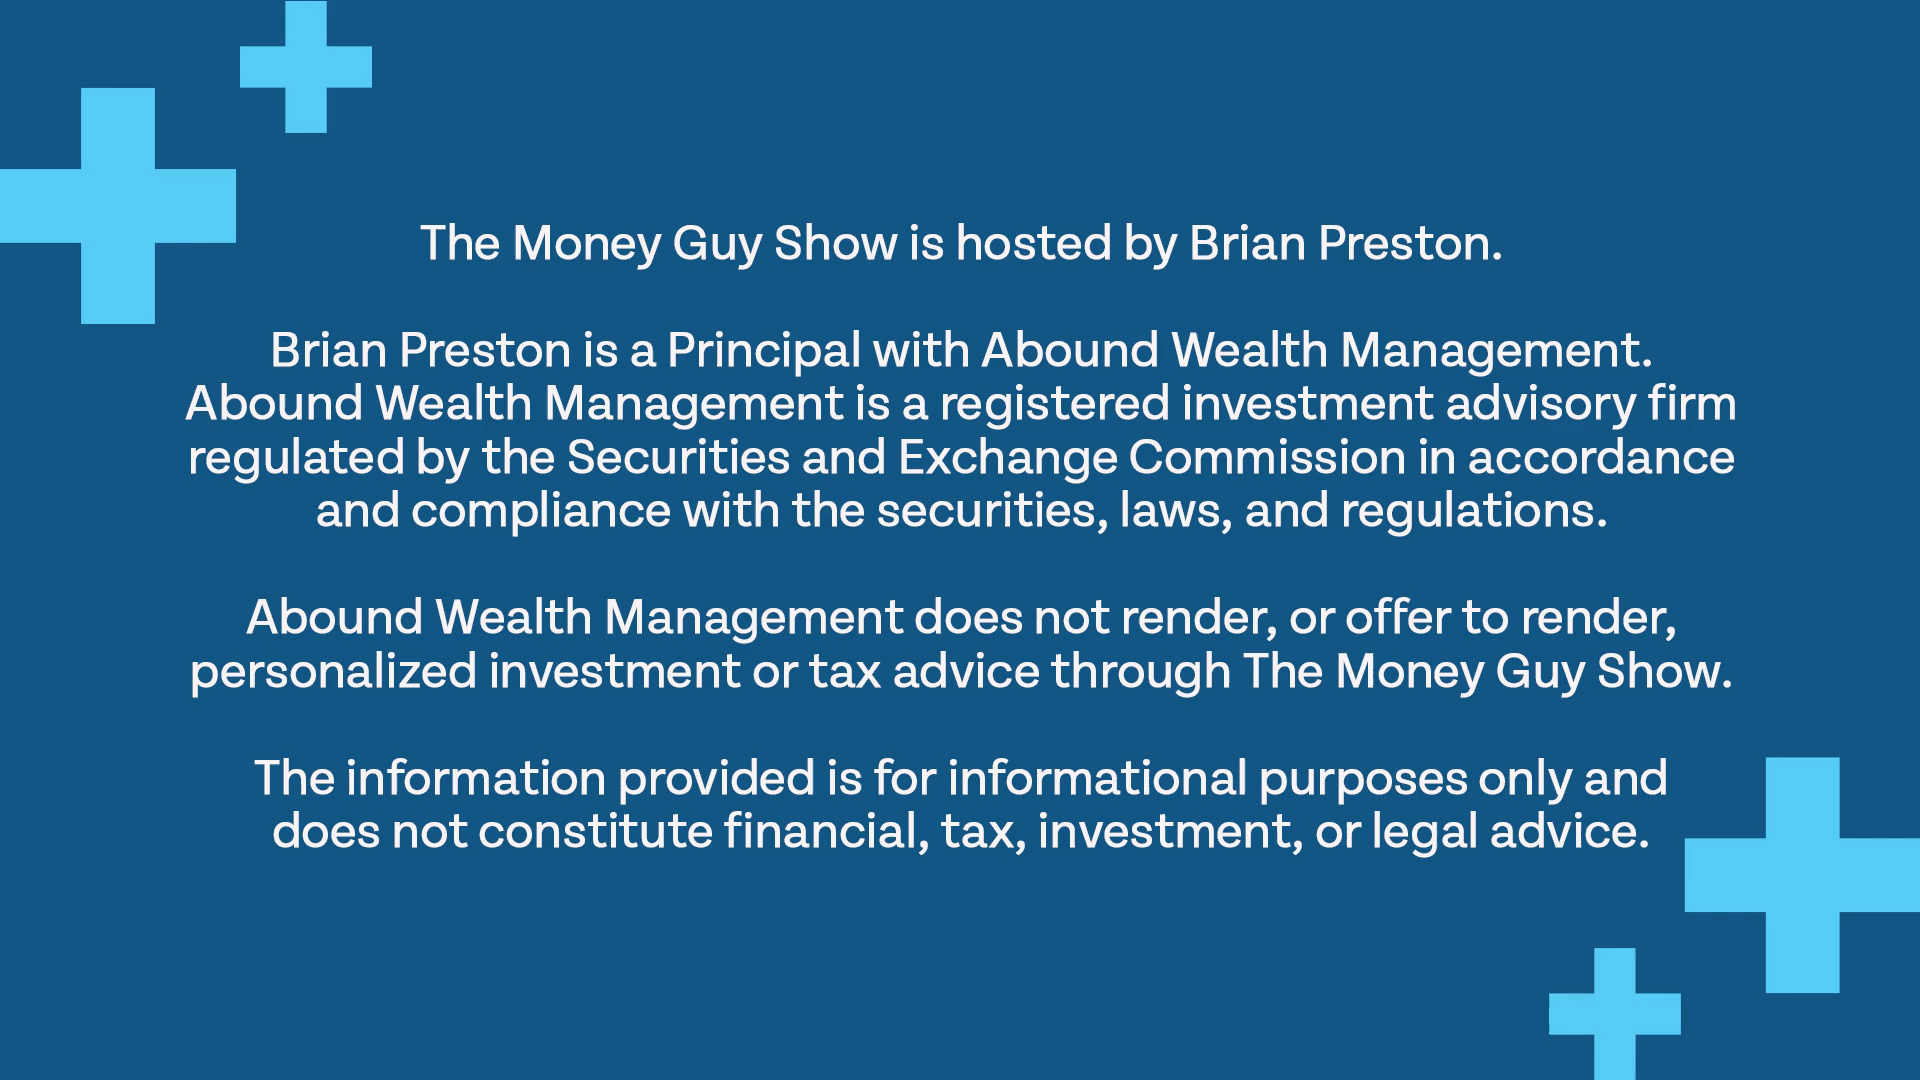 The Money Guy Show is hosted by Brian Preston.
Brian Preston is a Principal with Abound Wealth Management.
Abound Wealth Management is a registered investment advisory firm
regulated by the Securities and Exchange Commission in accordance
and compliance with the securities, laws, and regulations.
Abound Wealth Management does not render, or offer to render,
personalized investment or tax advice through The Money Guy Show.
The information provided is for informational purposes only and
does not constitute financial, tax, investment, or legal advice.